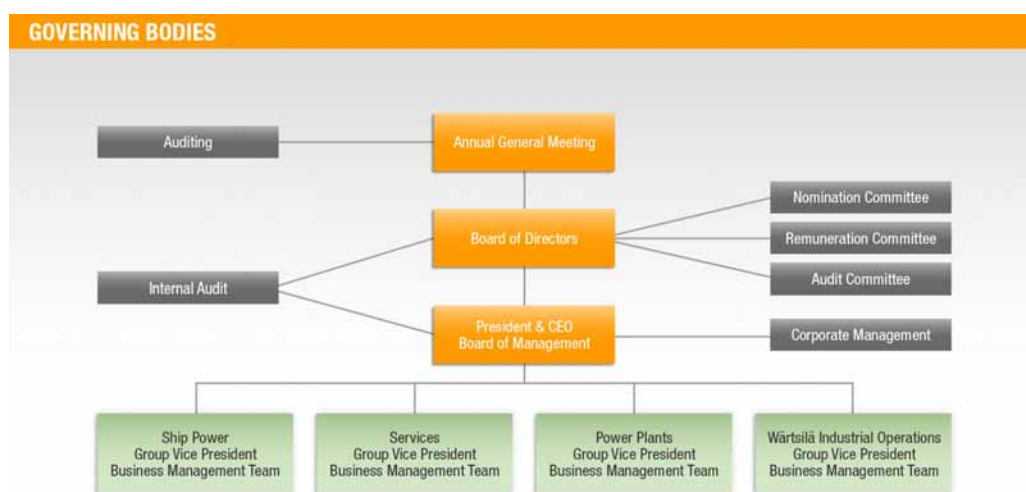 GOVERNING BODIES
Auditing
Annual General Meeting
Nomination Committee
Board of Directors
Remuneration Committee
Internal Audit
Audit Committee
President & CEO
Board of Management
Corporate Management
Ship Power
Group Vice President
Business Management Team
Services
Group Vice President
Business Management Team
Power Plants
Group Vice President
Business Management Team
Wärtsilä Industrial Operations
Group Vice President
Business Management Team